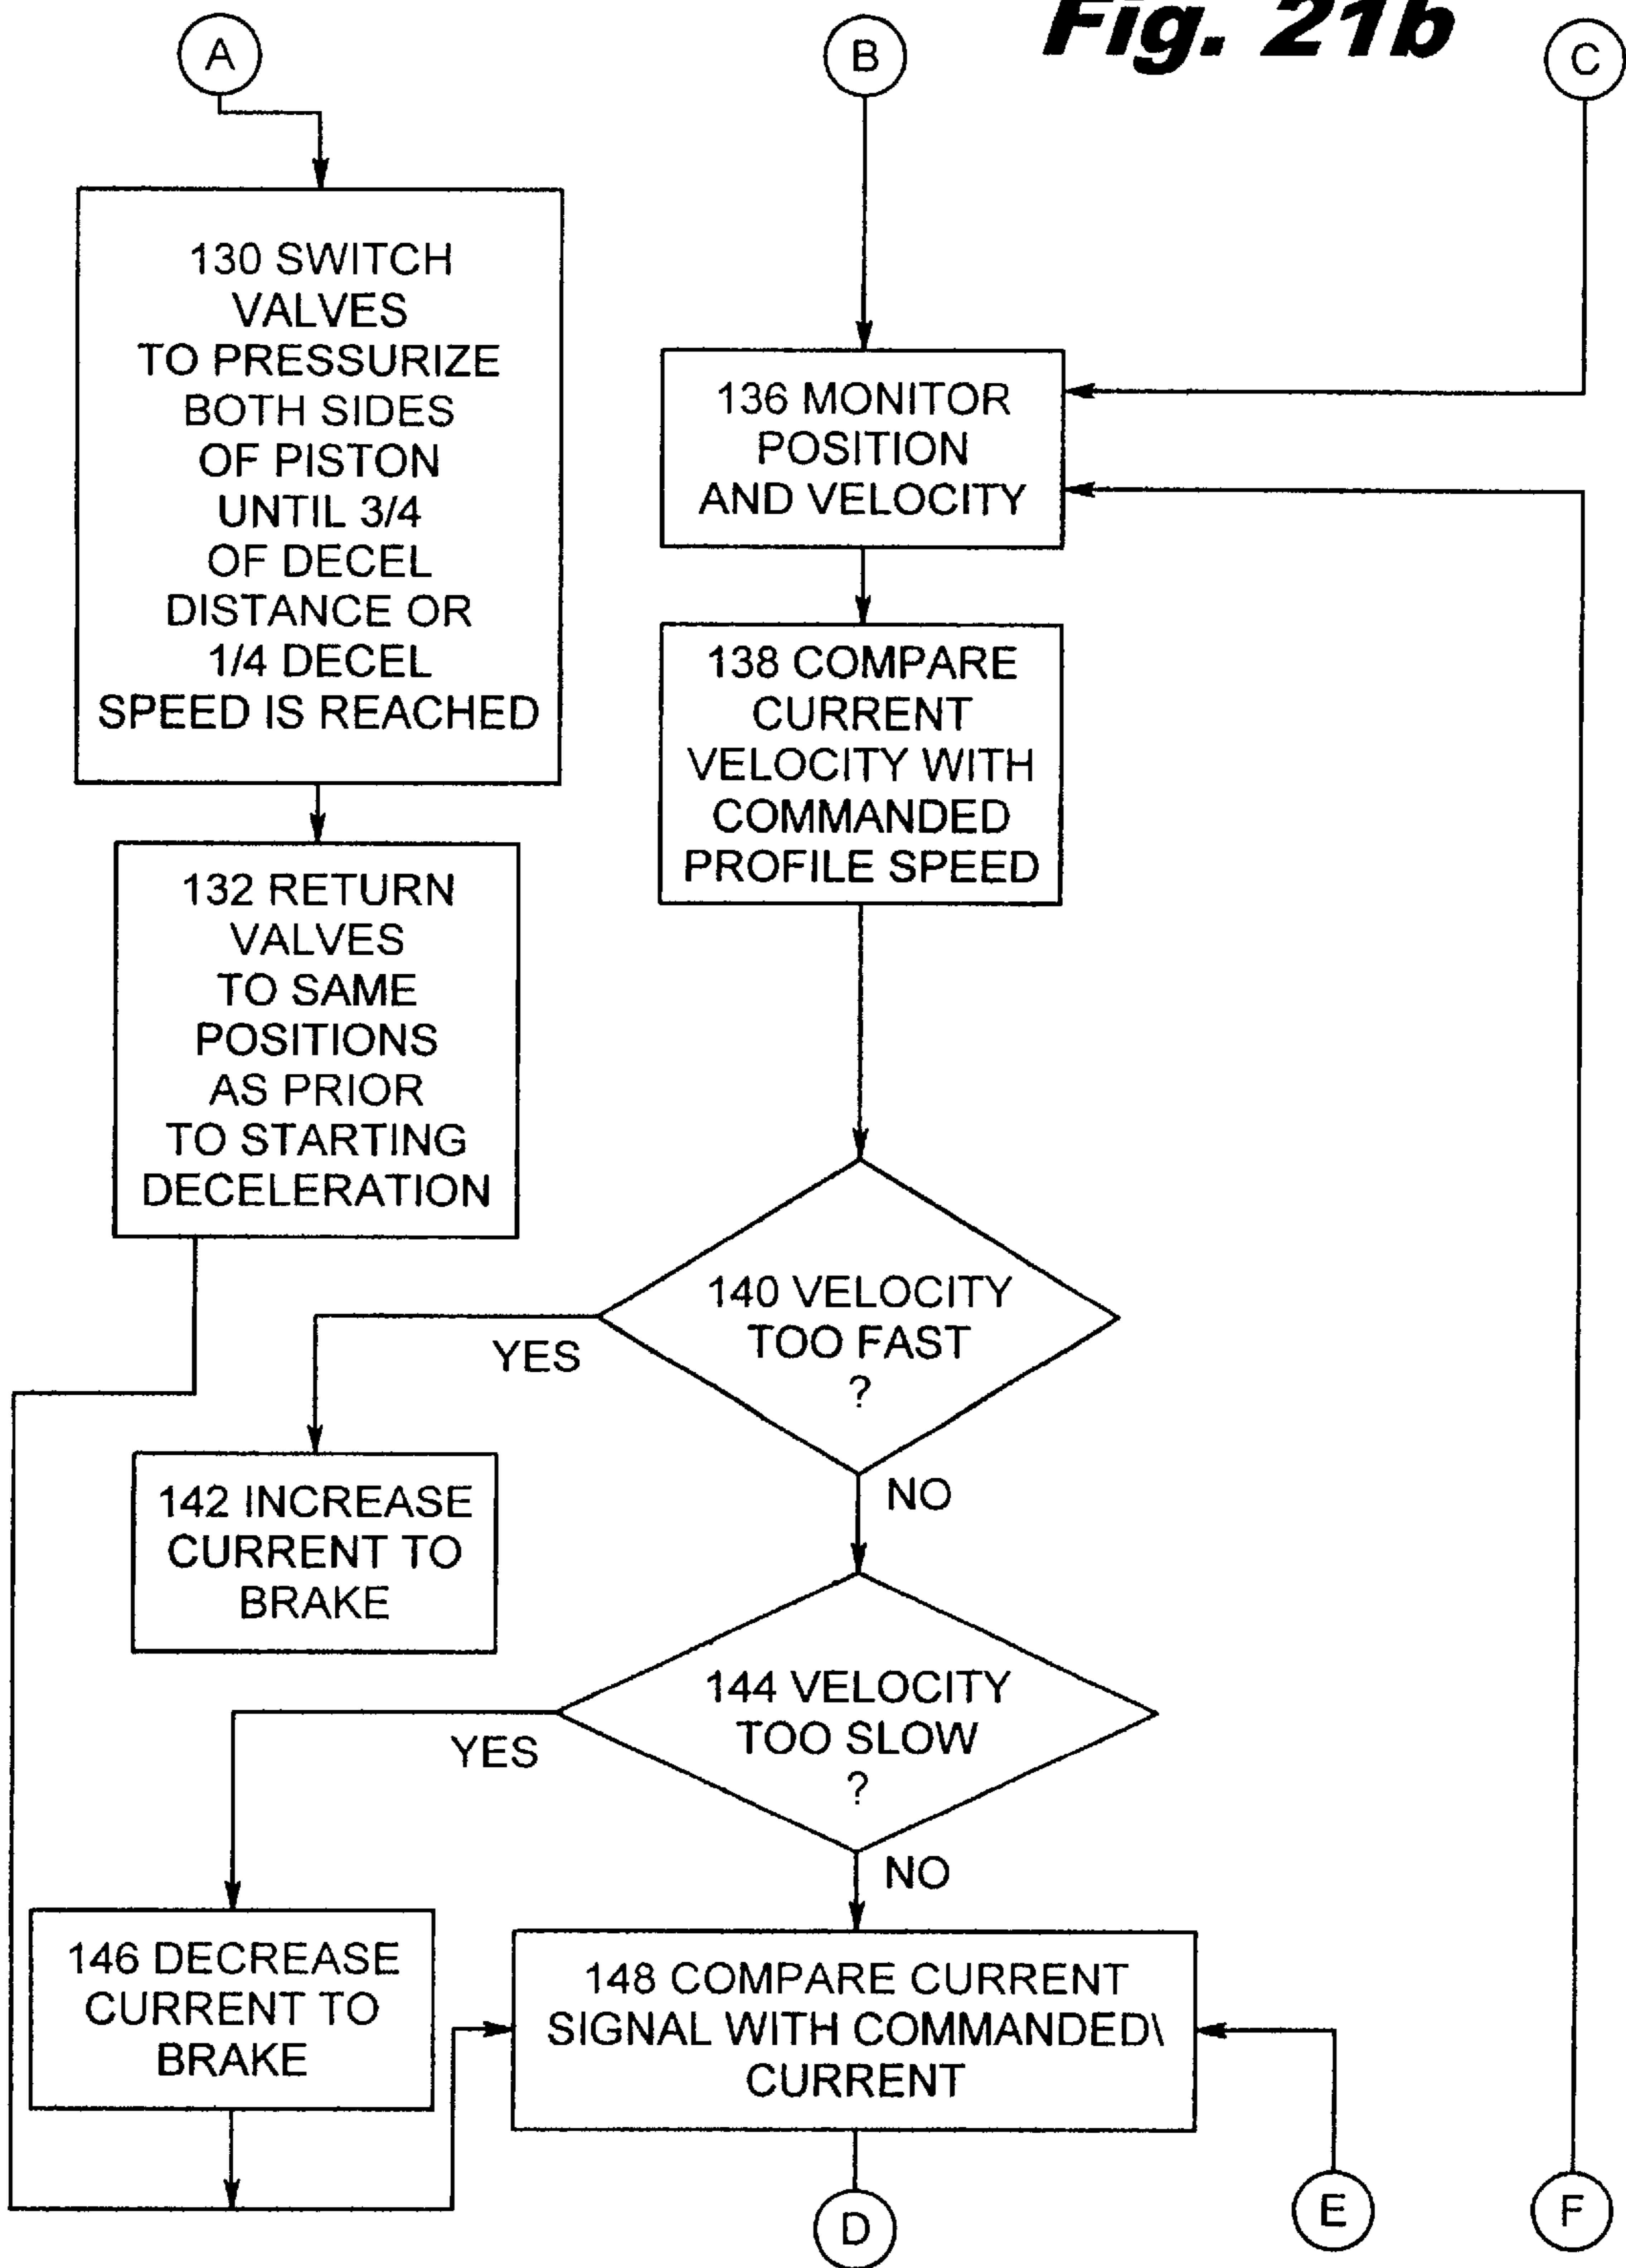 Fig. 21b
A
B
C
130 SWITCH
VALVES
TO PRESSURIZE
BOTH SIDES
OF PISTON
UNTIL 3/4
OF DECEL
DISTANCE OR
1/4 DECEL
SPEED IS REACHED
132 RETURN
VALVES
TO SAME
POSITIONS
AS PRIOR
TO STARTING
DECELERATION
136 MONITOR
POSITION
AND VELOCITY
138 COMPARE
CURRENT
VELOCITY WITH
COMMANDED
PROFILE SPEED
140 VELOCITY
TOO FAST
?
YES
NO
142 INCREASE
CURRENT TO
BRAKE
144 VELOCITY
TOO SLOW
?
YES
NO
146 DECREASE
CURRENT TO
BRAKE
148 COMPARE CURRENT
SIGNAL WITH COMMANDED\
CURRENT
D
E
F